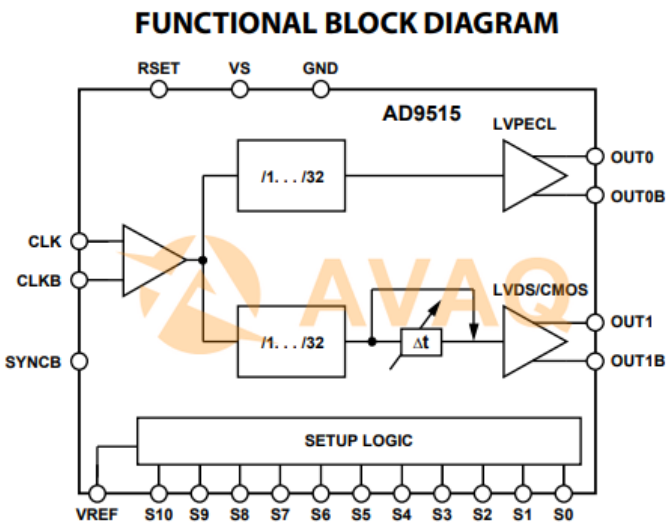 FUNCTIONAL BLOCK DIAGRAM
RSET VS GND
AD9515
LVPECL
/1. . . /32
OUT0
OUT0B
CLK
CLKB
AVAQ
LVDS/CMOS
/1. . . /32
Δt
OUT1
OUT1B
SYNCB
SETUP LOGIC
VREF S10 S9 S8 S7 S6 S5 S4 S3 S2 S1 S0